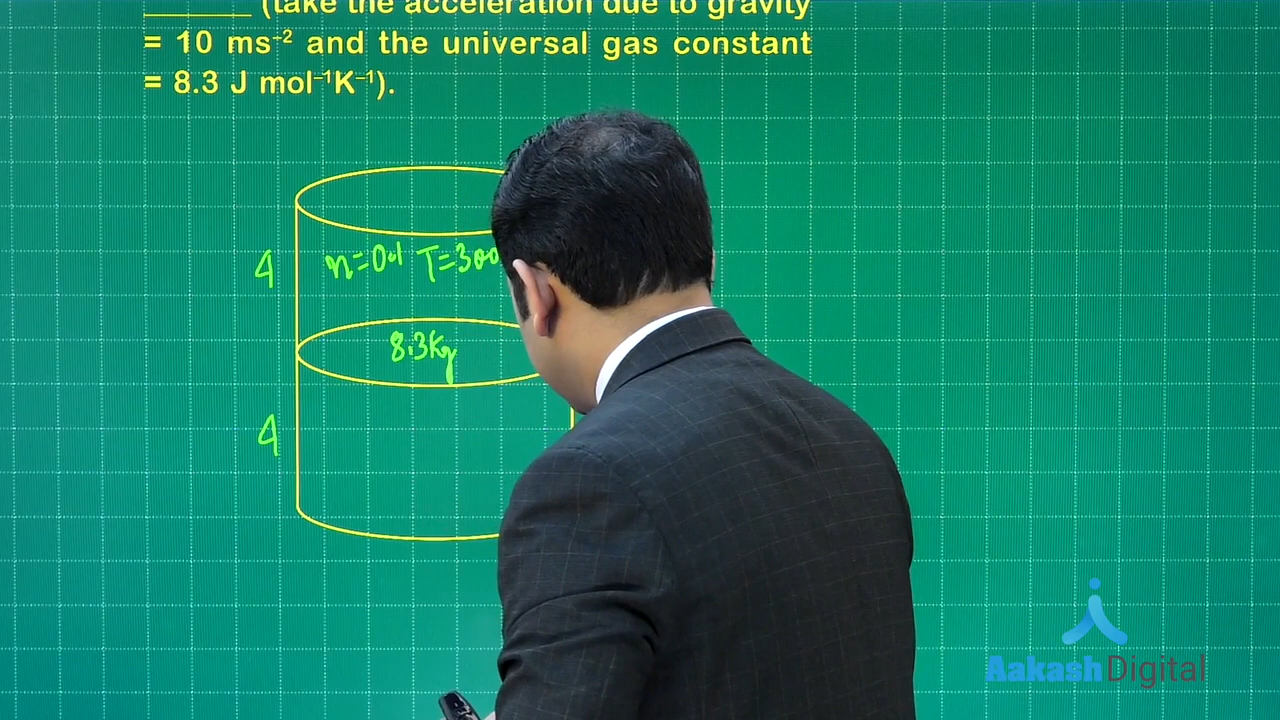 ______ (take the acceleration due to gravity
= 10 ms⁻² and the universal gas constant
= 8.3 J mol⁻¹K⁻¹).
4 n=0.1 T=300
8.3Kg
4
AakashDigital